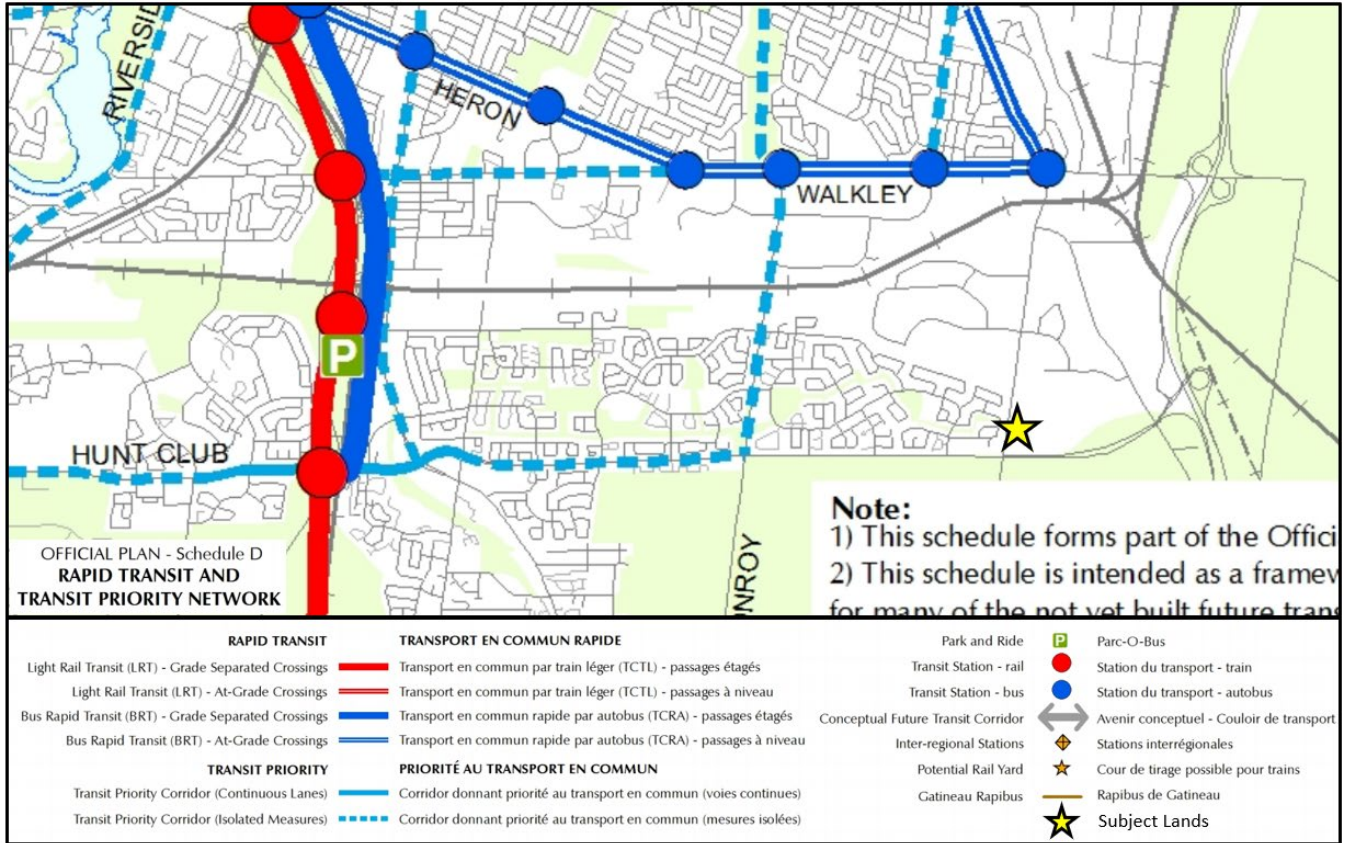 RIVERSID
HERON
WALKLEY
P
HUNT CLUB
NROY
Note:
1) This schedule forms part of the Offici
2) This schedule is intended as a framew
for many of the not yet built future tran
OFFICIAL PLAN - Schedule D
RAPID TRANSIT AND
TRANSIT PRIORITY NETWORK
RAPID TRANSIT TRANSPORT EN COMMUN RAPIDE
Light Rail Transit (LRT) - Grade Separated Crossings Transport en commun par train léger (TCTL) - passages étagés
Light Rail Transit (LRT) - At-Grade Crossings Transport en commun par train léger (TCTL) - passages à niveau
Bus Rapid Transit (BRT) - Grade Separated Crossings Transport en commun rapide par autobus (TCRA) - passages étagés
Bus Rapid Transit (BRT) - At-Grade Crossings Transport en commun rapide par autobus (TCRA) - passages à niveau
TRANSIT PRIORITY PRIORITÉ AU TRANSPORT EN COMMUN
Transit Priority Corridor (Continuous Lanes) Corridor donnant priorité au transport en commun (voies continues)
Transit Priority Corridor (Isolated Measures) Corridor donnant priorité au transport en commun (mesures isolées)
Park and Ride P Parc-O-Bus
Transit Station - rail Station du transport - train
Transit Station - bus Station du transport - autobus
Conceptual Future Transit Corridor Avenir conceptuel - Couloir de transport
Inter-regional Stations Stations interrégionales
Potential Rail Yard Cour de tirage possible pour trains
Gatineau Rapibus Rapibus de Gatineau
Subject Lands